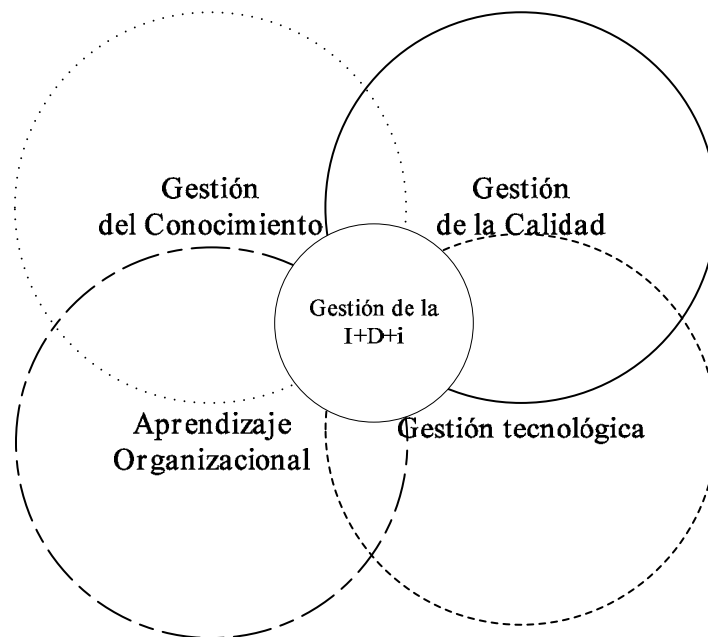 Gestión
del Conocimiento
Gestión
de la Calidad
Gestión de la
I+D+i
Aprendizaje
Organizacional
Gestión tecnológica